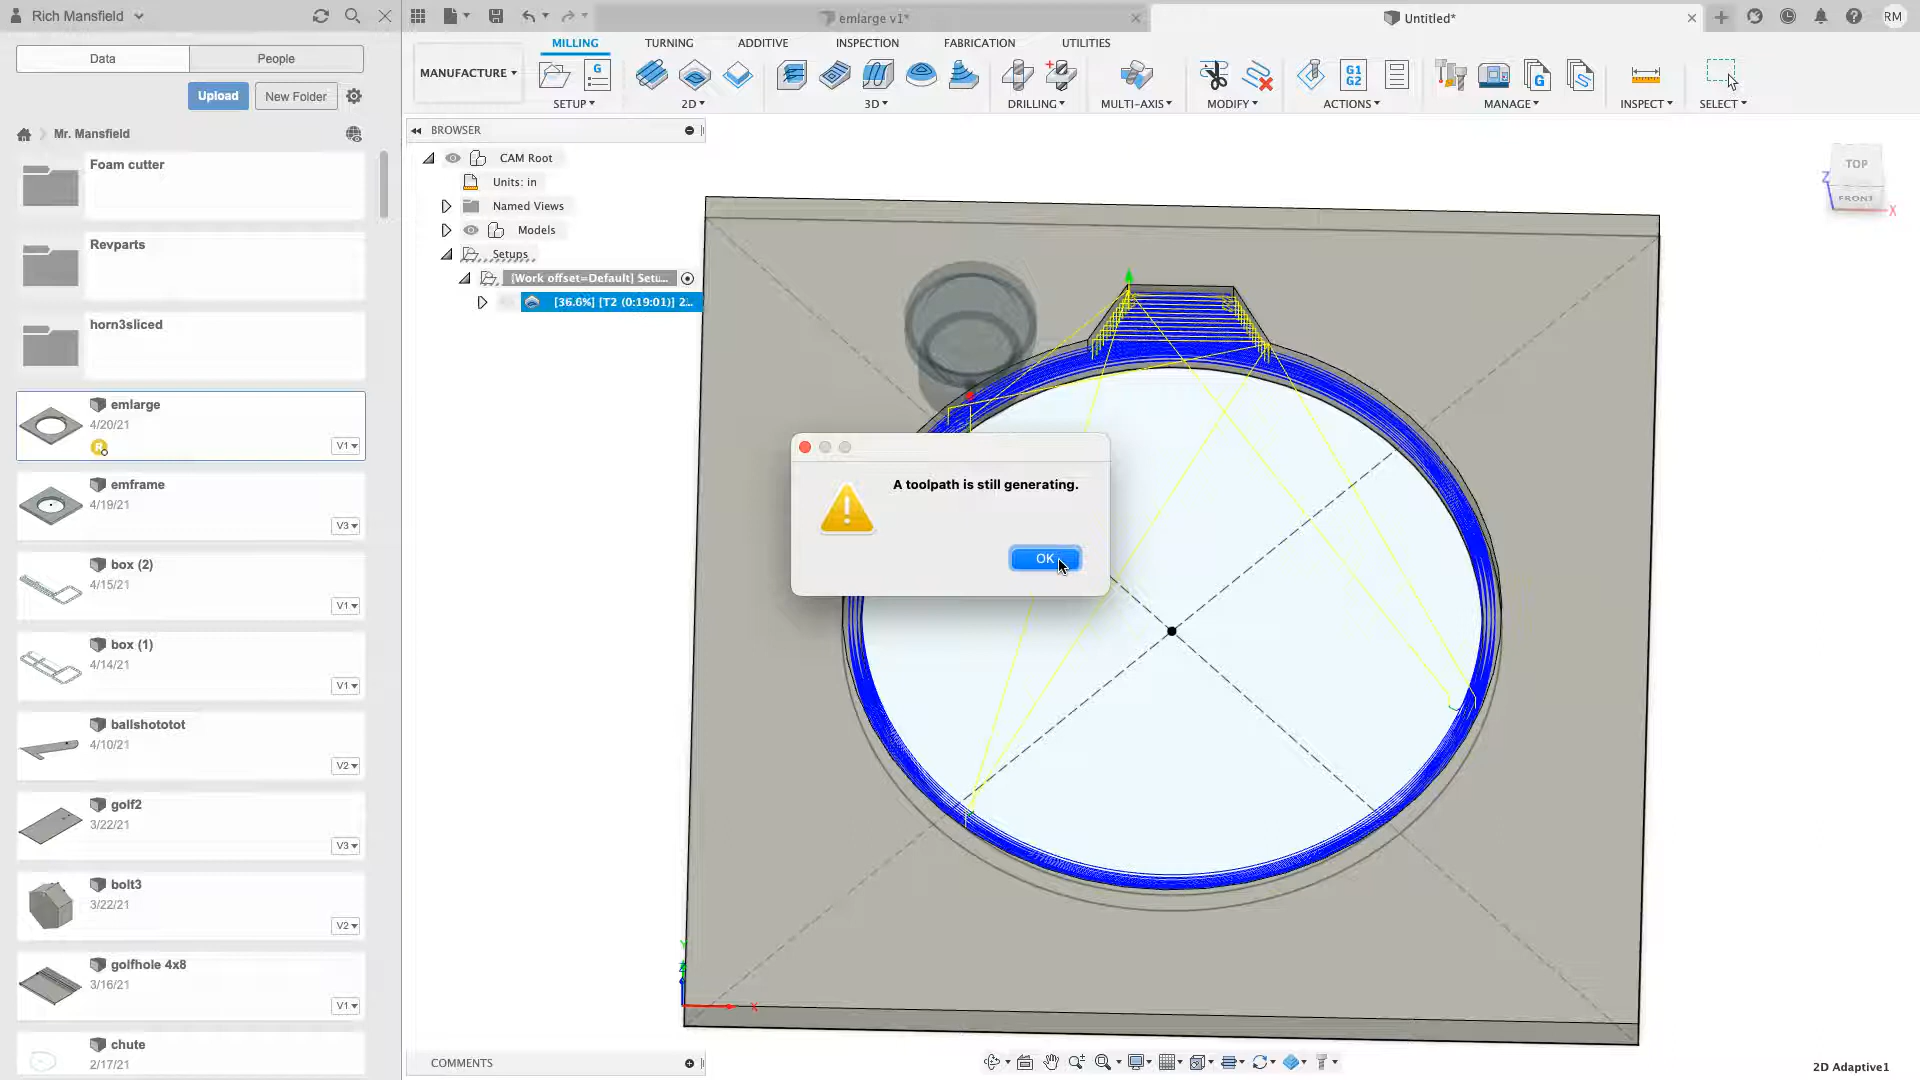 Rich Mansfield
emlarge v1*
Untitled*
RM
Data
People
Upload
New Folder
Mr. Mansfield
Foam cutter
Revparts
horn3sliced
emlarge
4/20/21
R
V1
emframe
4/19/21
V3
box (2)
4/15/21
V1
box (1)
4/14/21
V1
ballshototot
4/10/21
V2
golf2
3/22/21
V3
bolt3
3/22/21
V2
golfhole 4x8
3/16/21
V1
chute
2/17/21
MILLING
TURNING
ADDITIVE
INSPECTION
FABRICATION
UTILITIES
MANUFACTURE
G
G1
G2
G
SETUP
2D
3D
DRILLING
MULTI-AXIS
MODIFY
ACTIONS
MANAGE
INSPECT
SELECT
BROWSER
CAM Root
Units: in
Named Views
Models
Setups
[Work offset=Default] Setu...
[36.6%] [T2 (0:19:01)] 2...
TOP
FRONT
Z
X
A toolpath is still generating.
OK
Y
Z
X
COMMENTS
2D Adaptive1